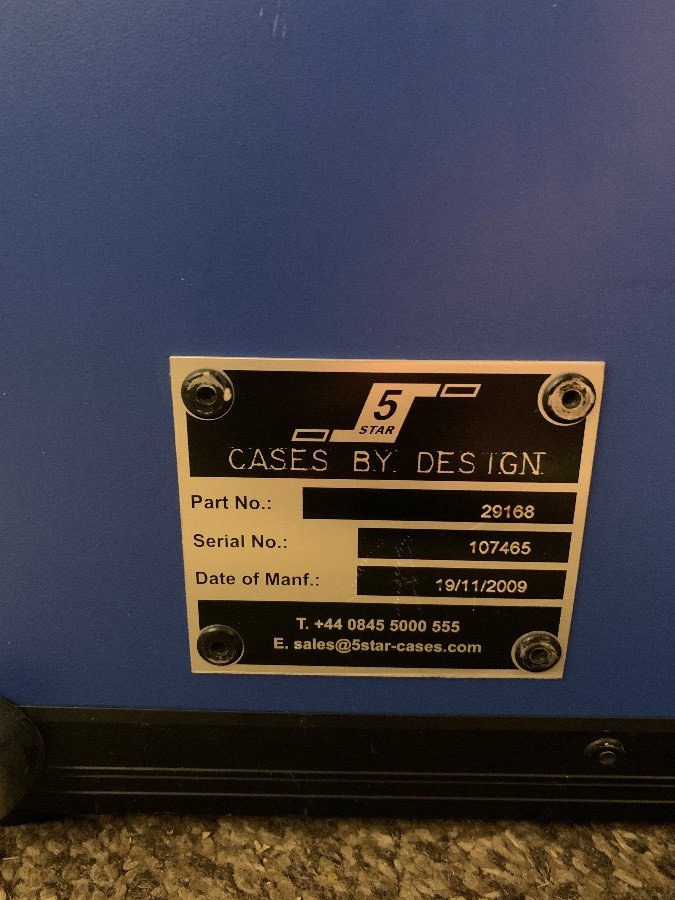 5
STAR
CASES BY DESIGN
Part No.: 29168
Serial No.: 107465
Date of Manf.: 19/11/2009
T. +44 0845 5000 555
E. sales@5star-cases.com